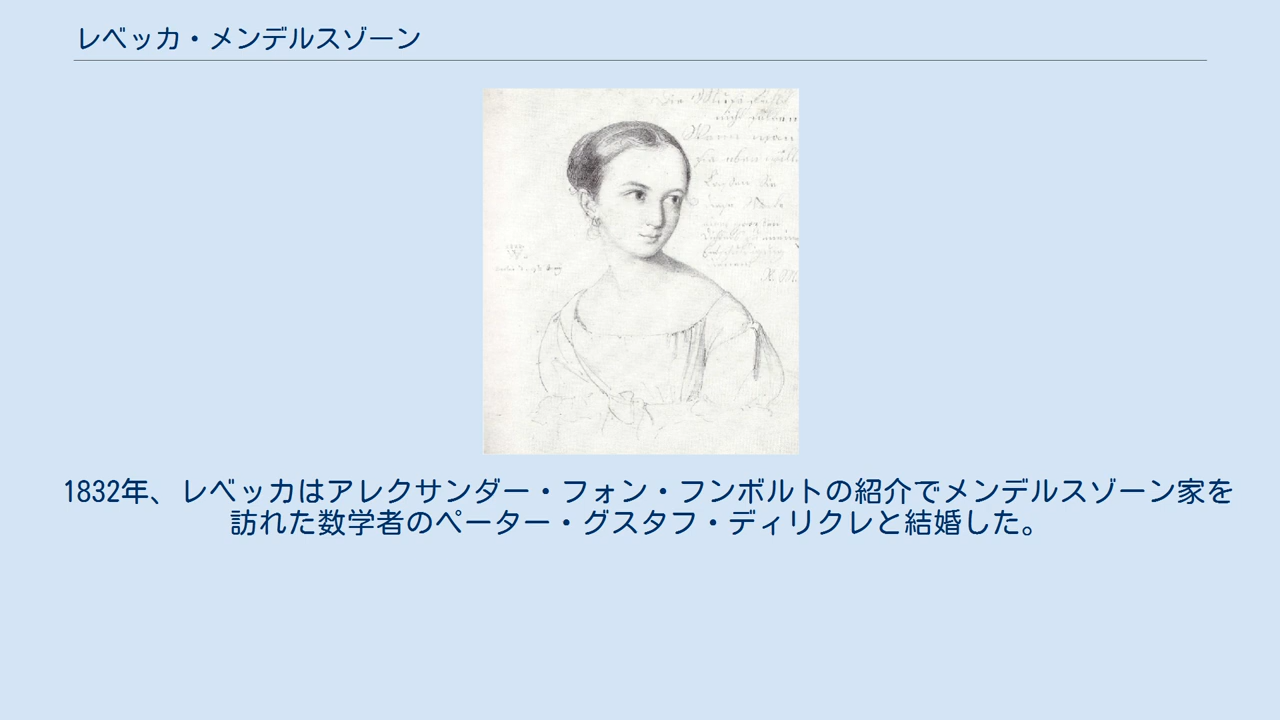 レベッカ・メンデルスゾーン
1832年、レベッカはアレクサンダー・フォン・フンボルトの紹介でメンデルスゾーン家を
訪れた数学者のペーター・グスタフ・ディリクレと結婚した。